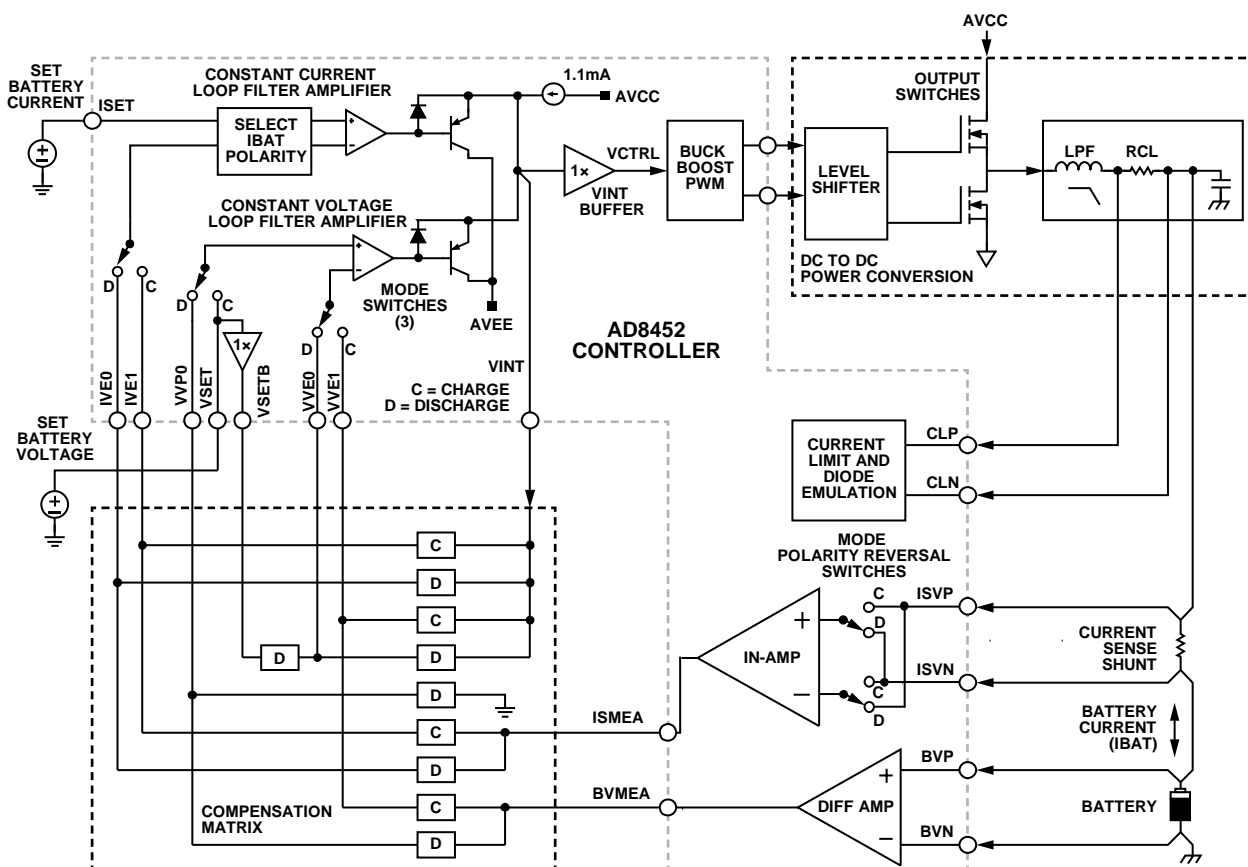 AVCC
SET
BATTERY
CURRENT
ISET
CONSTANT CURRENT
LOOP FILTER AMPLIFIER
1.1mA
AVCC
OUTPUT
SWITCHES
SELECT
IBAT
POLARITY
+
−
BUCK
BOOST
PWM
LEVEL
SHIFTER
LPF
RCL
1×
VCTRL
VINT
BUFFER
CONSTANT VOLTAGE
LOOP FILTER AMPLIFIER
+
−
DC TO DC
POWER CONVERSION
D
C
D
C
MODE
SWITCHES
(3)
AVEE
1×
D
C
AD8452
CONTROLLER
IVE0
IVE1
VVP0
VSET
VSETB
VVE0
VVE1
VINT
C = CHARGE
D = DISCHARGE
SET
BATTERY
VOLTAGE
CURRENT
LIMIT AND
DIODE
EMULATION
CLP
CLN
C
D
C
D
D
D
C
D
C
D
COMPENSATION
MATRIX
MODE
POLARITY REVERSAL
SWITCHES
C
D
C
D
+
−
IN-AMP
ISVP
ISVN
CURRENT
SENSE
SHUNT
ISMEA
BATTERY
CURRENT
(IBAT)
BVMEA
+
−
DIFF AMP
BVP
BVN
BATTERY